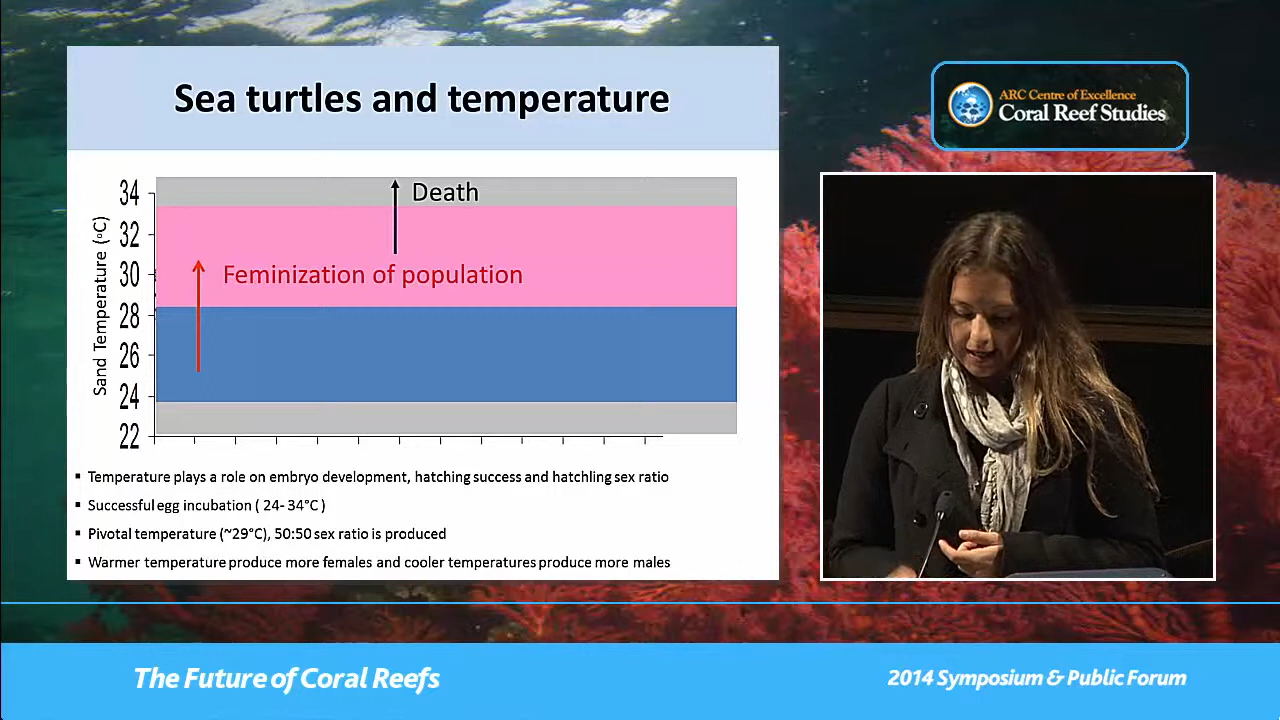 Sea turtles and temperature
ARC Centre of Excellence
Coral Reef Studies
34
32
30
28
26
24
22
Sand Temperature (°C)
Death
Feminization of population
▪ Temperature plays a role on embryo development, hatching success and hatchling sex ratio
▪ Successful egg incubation ( 24- 34°C )
▪ Pivotal temperature (~29°C), 50:50 sex ratio is produced
▪ Warmer temperature produce more females and cooler temperatures produce more males
The Future of Coral Reefs
2014 Symposium & Public Forum